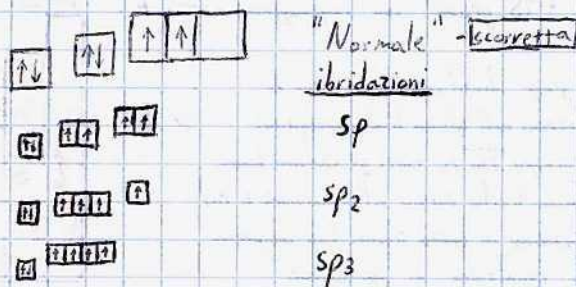 "Normale" - scorretta
ibridazioni
↑↓ ↑↓ ↑ ↑
↑↓ ↑ ↑ ↑ ↑ sp
↑↓ ↑ ↑ ↑ ↑ sp2
↑↓ ↑ ↑ ↑ ↑ sp3